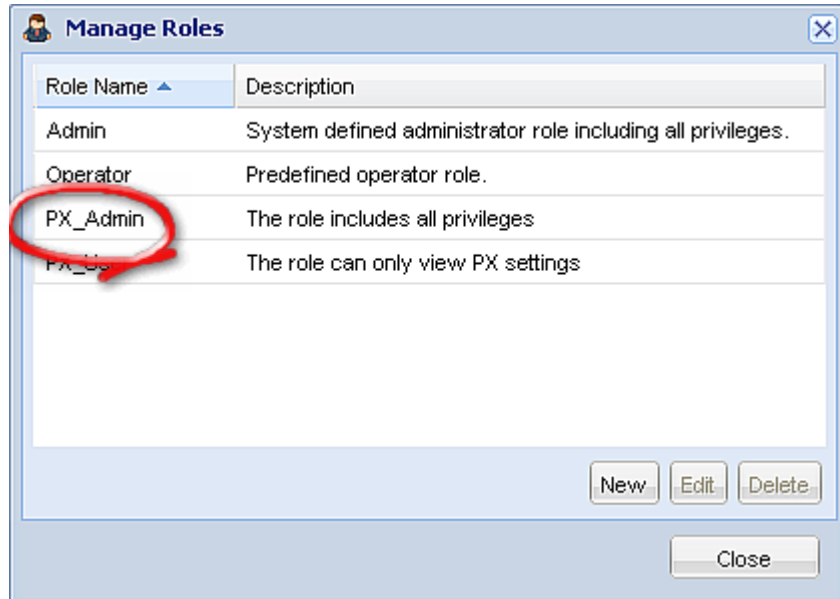 Manage Roles
Role Name Description
Admin System defined administrator role including all privileges.
Operator Predefined operator role.
PX_Admin The role includes all privileges
The role can only view PX settings
New Edit Delete
Close